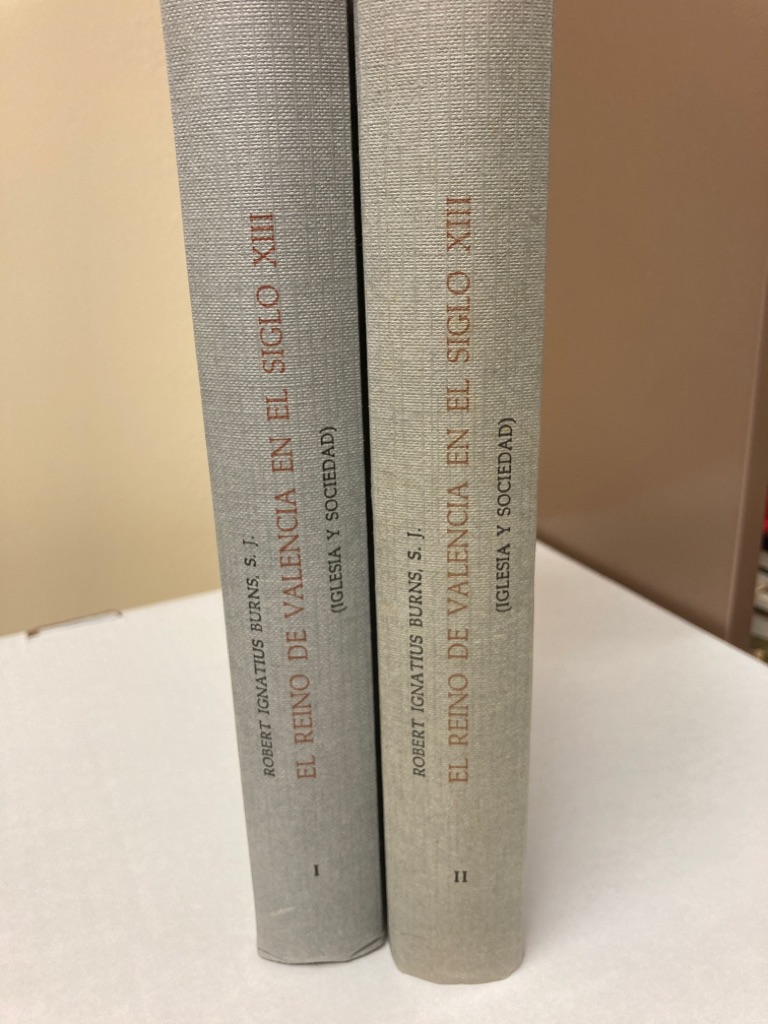 ROBERT IGNATIUS BURNS, S. J.
EL REINO DE VALENCIA EN EL SIGLO XIII
(IGLESIA Y SOCIEDAD)
I
ROBERT IGNATIUS BURNS, S. J.
EL REINO DE VALENCIA EN EL SIGLO XIII
(IGLESIA Y SOCIEDAD)
II